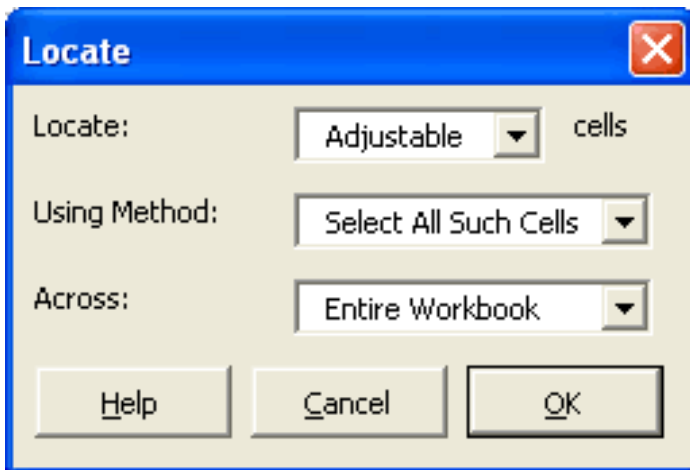 Locate
Locate: Adjustable cells
Using Method: Select All Such Cells
Across: Entire Workbook
Help Cancel OK